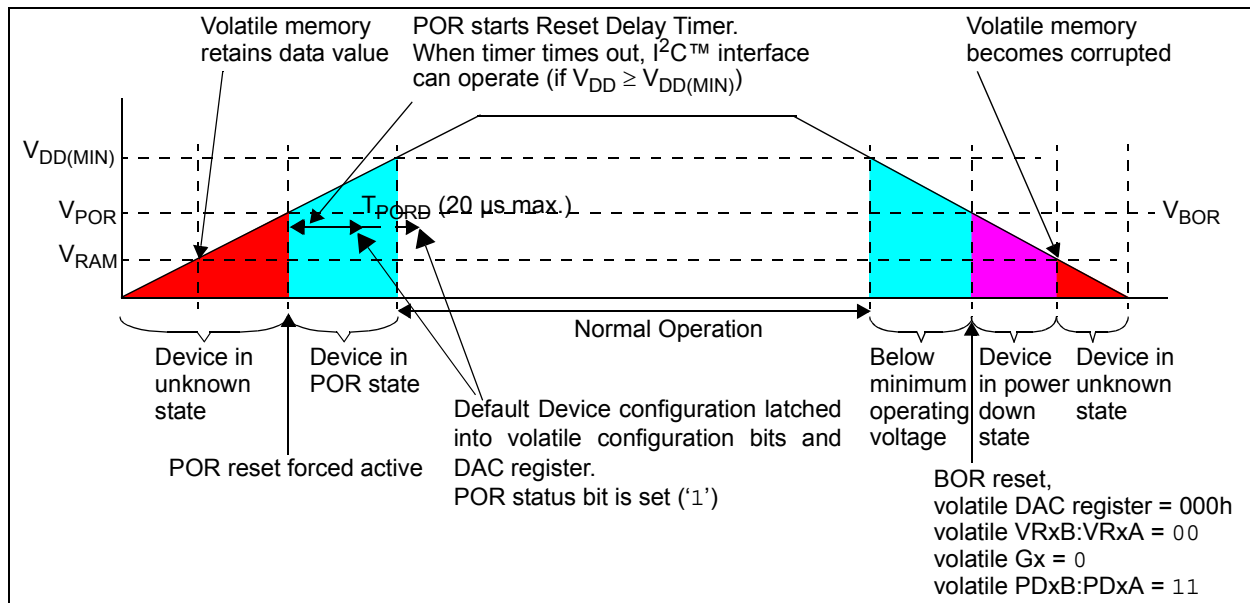 Volatile memory
retains data value
POR starts Reset Delay Timer.
When timer times out, I2C™ interface
can operate (if VDD ≥ VDD(MIN))
Volatile memory
becomes corrupted
VDD(MIN)
VPOR
TPORD (20 µs max.)
VBOR
VRAM
Normal Operation
Device in
unknown
state
Device in
POR state
Below
minimum
operating
voltage
Device
in power
down
state
Device in
unknown
state
Default Device configuration latched
into volatile configuration bits and
DAC register.
POR status bit is set (‘1’)
POR reset forced active
BOR reset,
volatile DAC register = 000h
volatile VRxB:VRxA = 00
volatile Gx = 0
volatile PDxB:PDxA = 11